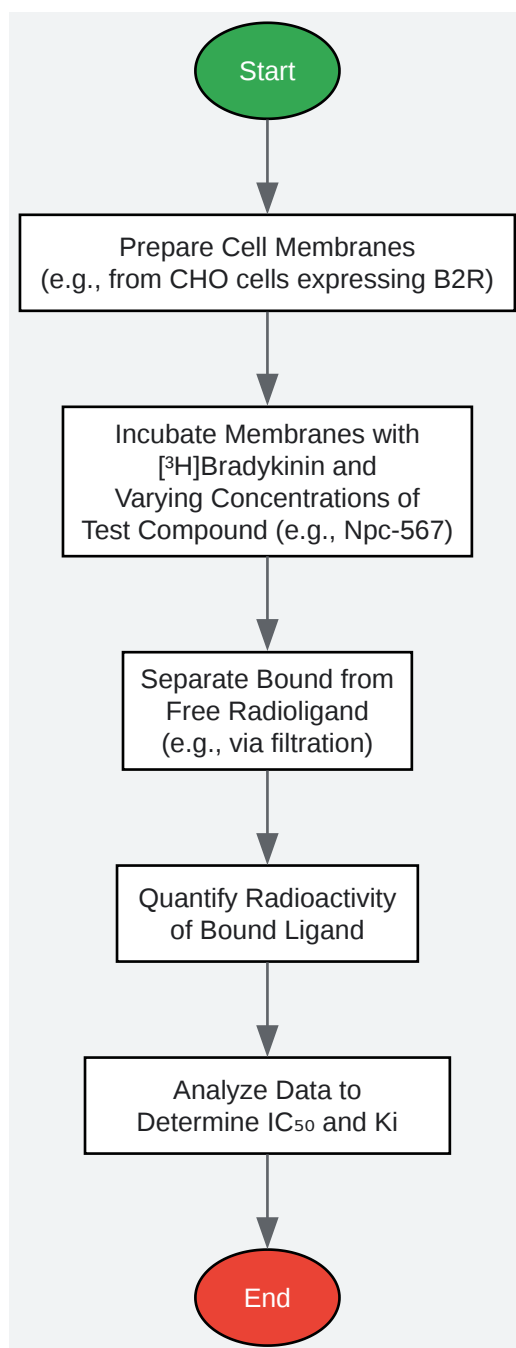 Start
Prepare Cell Membranes
(e.g., from CHO cells expressing B2R)
Incubate Membranes with
[³H]Bradykinin and
Varying Concentrations of
Test Compound (e.g., Npc-567)
Separate Bound from
Free Radioligand
(e.g., via filtration)
Quantify Radioactivity
of Bound Ligand
Analyze Data to
Determine IC₅₀ and Ki
End